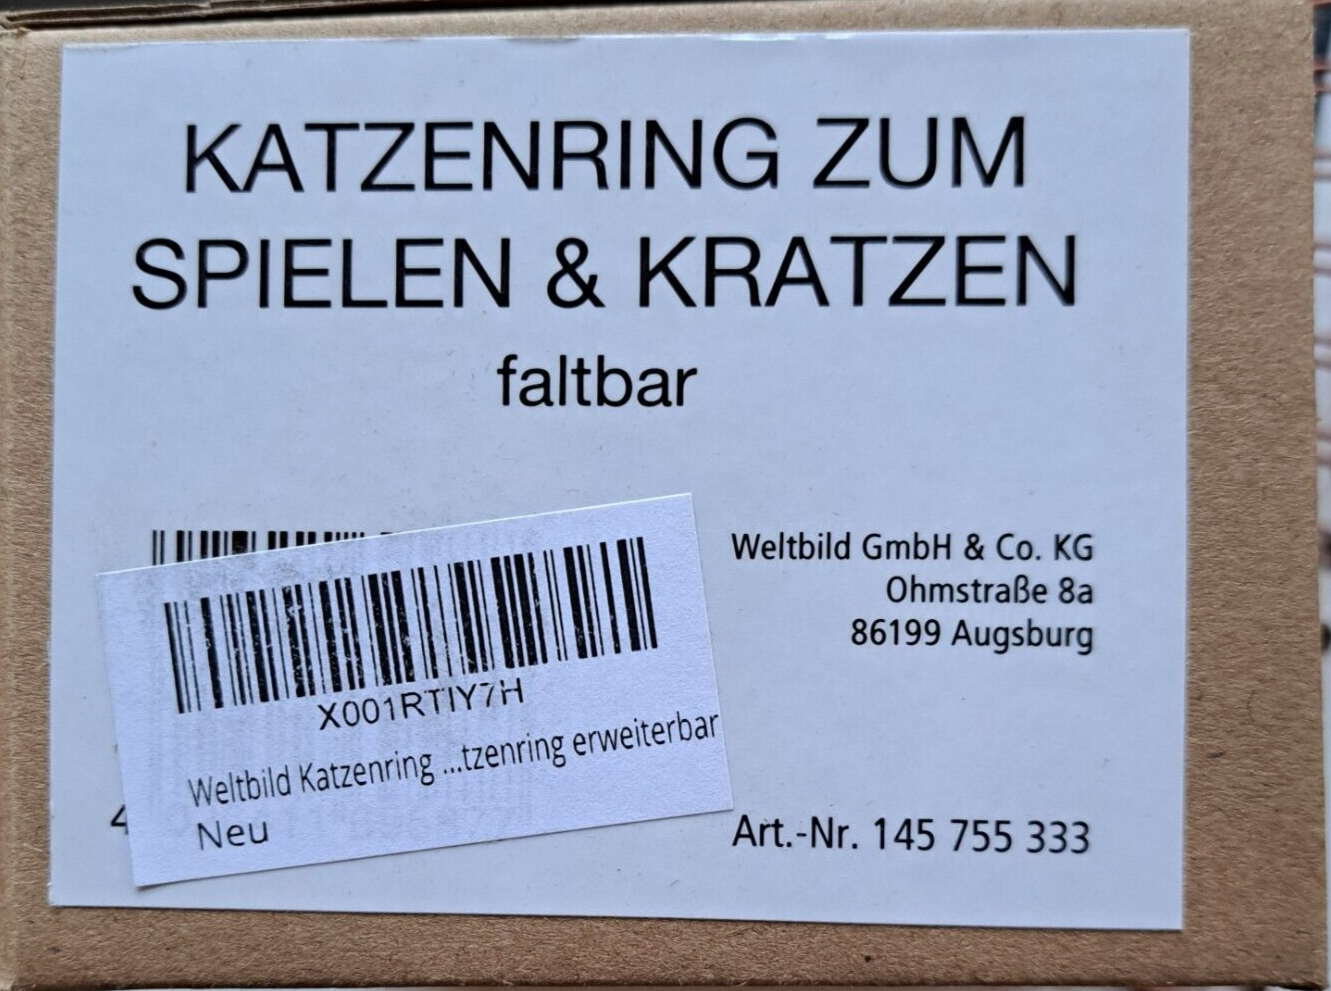 KATZENRING ZUM
SPIELEN & KRATZEN
faltbar
Weltbild GmbH & Co. KG
Ohmstraße 8a
86199 Augsburg
X001RTIY7H
Weltbild Katzenring ...tzenring erweiterbar
Neu
4
Art.-Nr. 145 755 333